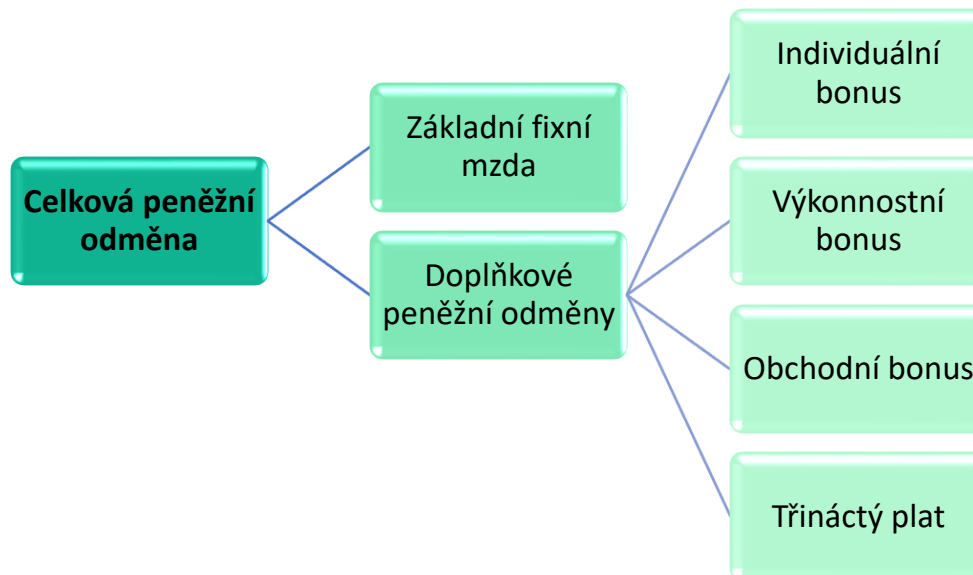 Celková peněžní
odměna
Základní fixní
mzda
Doplňkové
peněžní odměny
Individuální
bonus
Výkonnostní
bonus
Obchodní bonus
Třináctý plat